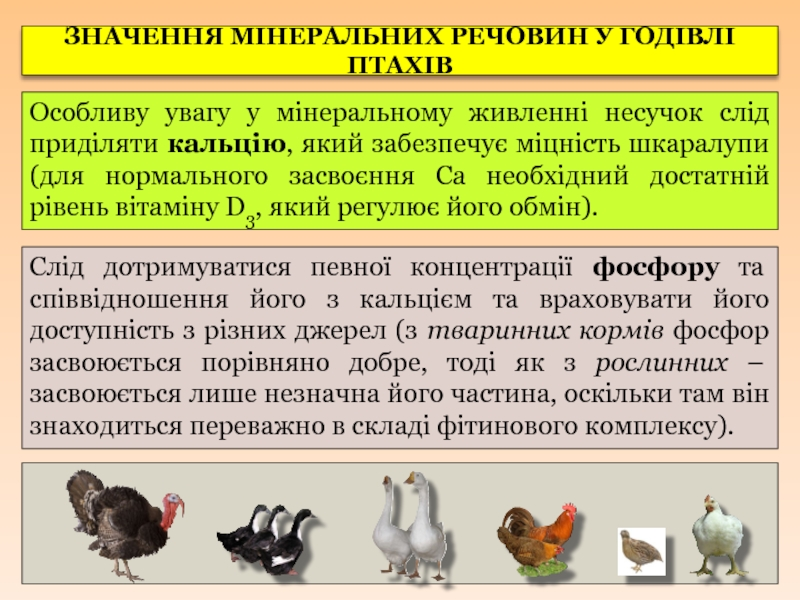 ЗНАЧЕННЯ МІНЕРАЛЬНИХ РЕЧОВИН У ГОДІВЛІ
ПТАХІВ
Особливу увагу у мінеральному живленні несучок слід
приділяти кальцію, який забезпечує міцність шкаралупи
(для нормального засвоєння Са необхідний достатній
рівень вітаміну D3, який регулює його обмін).
Слід дотримуватися певної концентрації фосфору та
співвідношення його з кальцієм та враховувати його
доступність з різних джерел (з тваринних кормів фосфор
засвоюється порівняно добре, тоді як з рослинних –
засвоюється лише незначна його частина, оскільки там він
знаходиться переважно в складі фітинового комплексу).